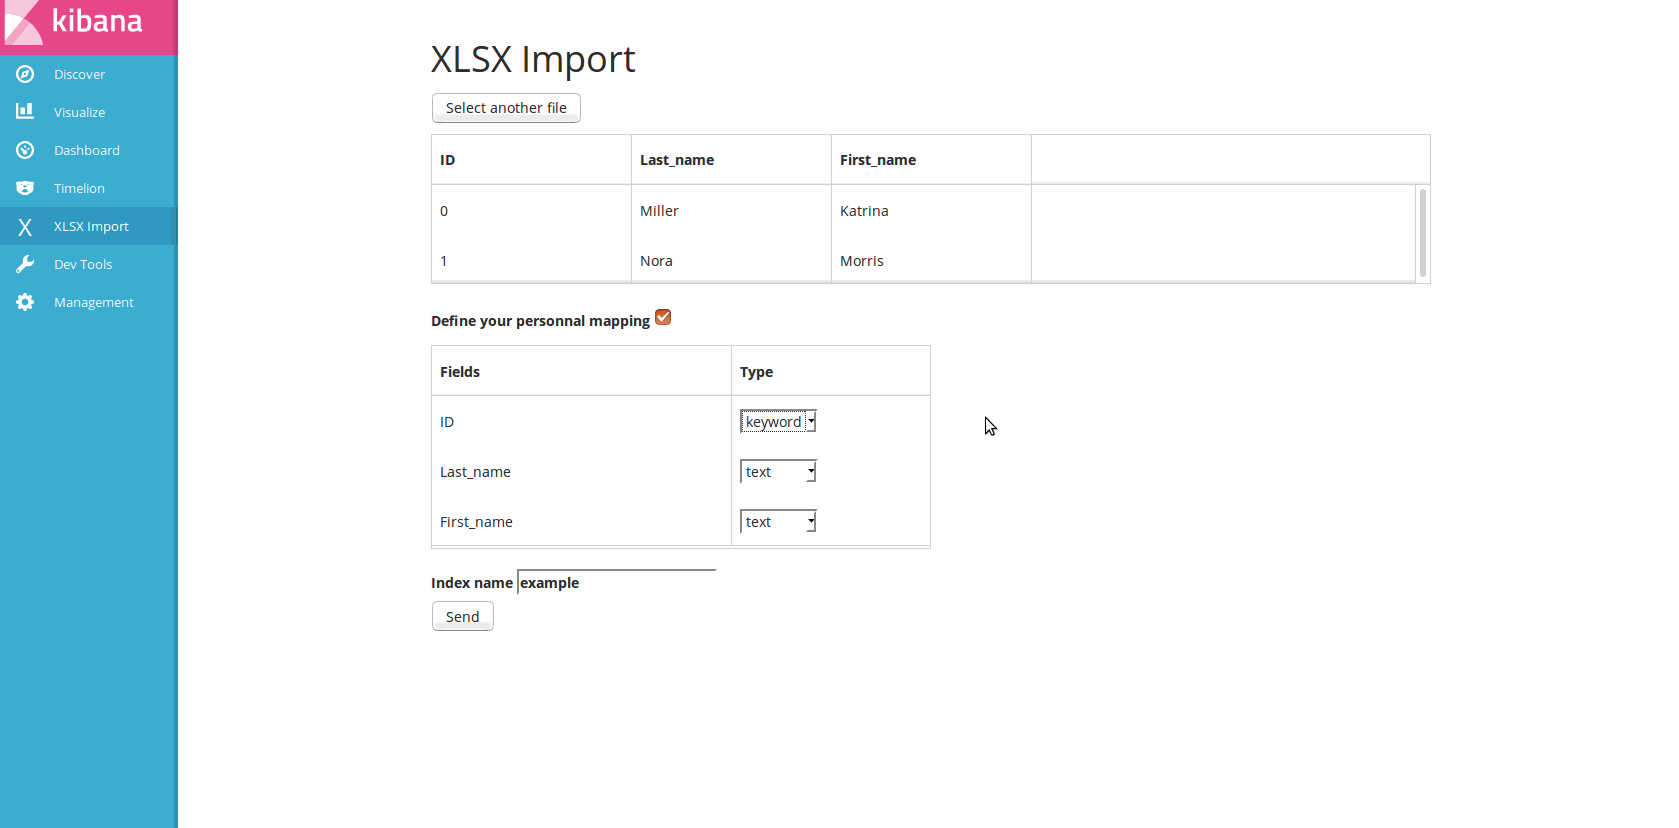 kibana
Discover
Visualize
Dashboard
Timelion
XLSX Import
Dev Tools
Management
XLSX Import
Select another file
ID Last_name First_name
0 Miller Katrina
1 Nora Morris
Define your personnal mapping
Fields Type
ID keyword
Last_name text
First_name text
Index name example
Send